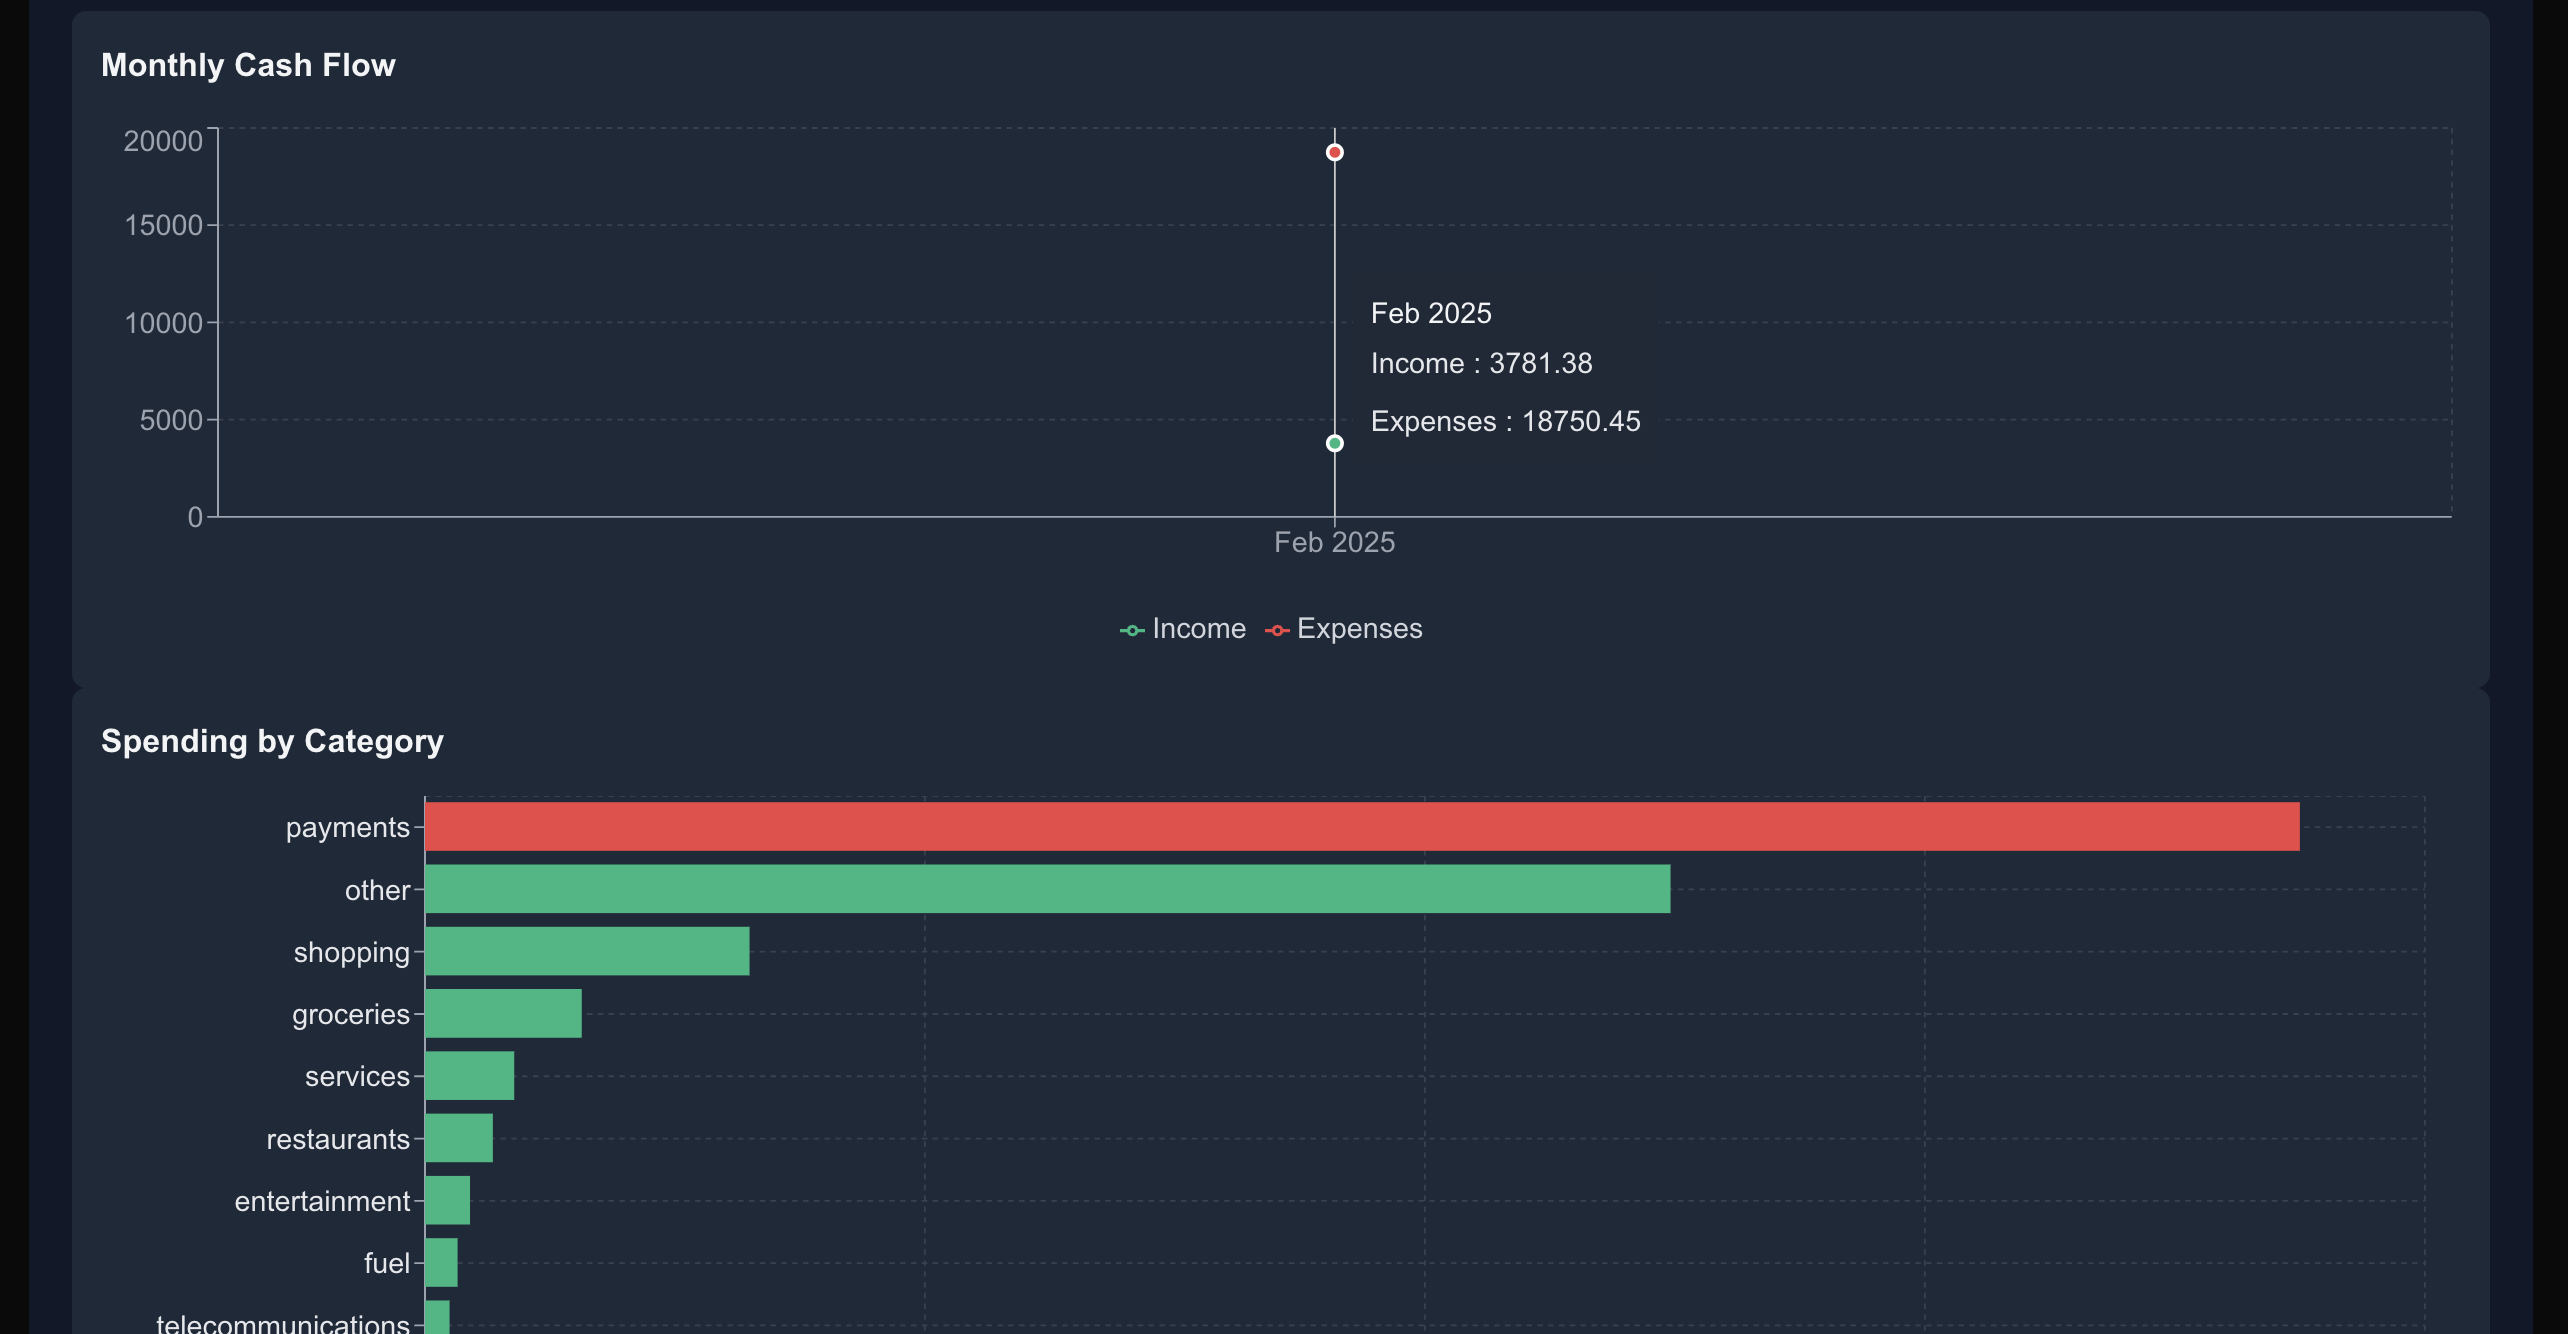 Monthly Cash Flow
20000
15000
10000
5000
0
Feb 2025
Income : 3781.38
Expenses : 18750.45
Feb 2025
Income Expenses
Spending by Category
payments
other
shopping
groceries
services
restaurants
entertainment
fuel
telecommunications